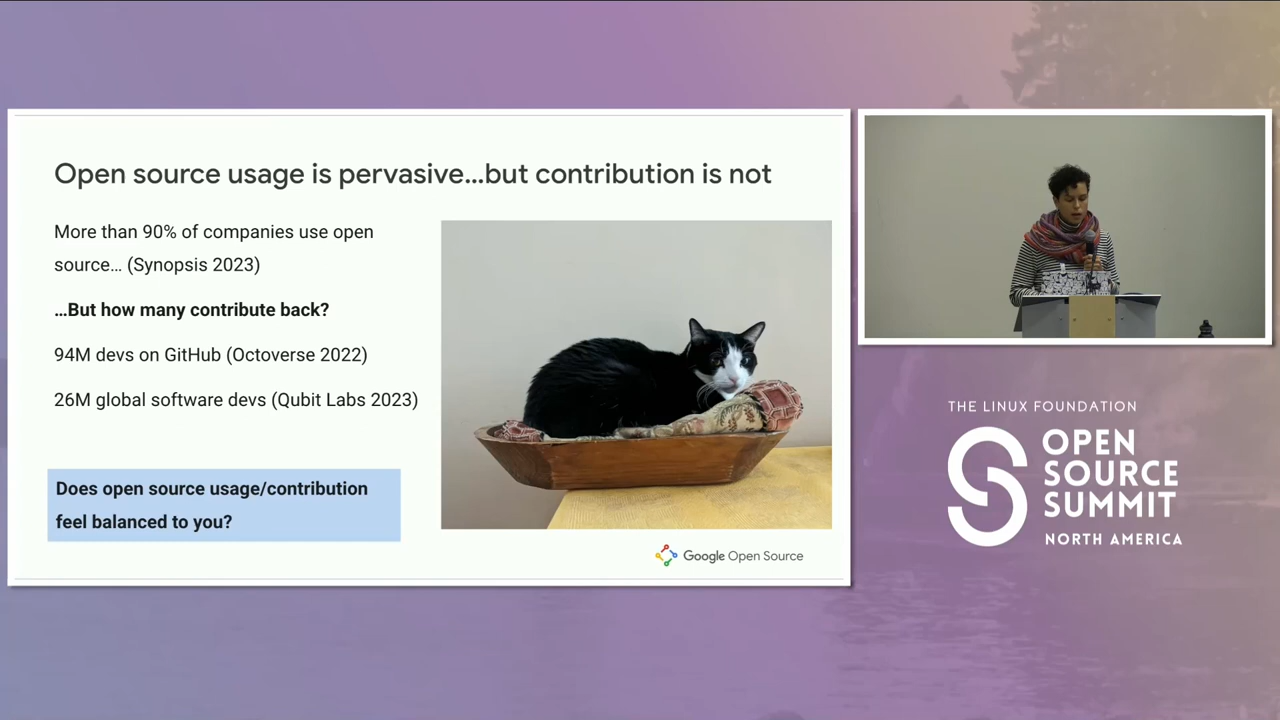 Open source usage is pervasive...but contribution is not
More than 90% of companies use open
source... (Synopsis 2023)
...But how many contribute back?
94M devs on GitHub (Octoverse 2022)
26M global software devs (Qubit Labs 2023)
Does open source usage/contribution
feel balanced to you?
Google Open Source
THE LINUX FOUNDATION
OPEN
SOURCE
SUMMIT
NORTH AMERICA